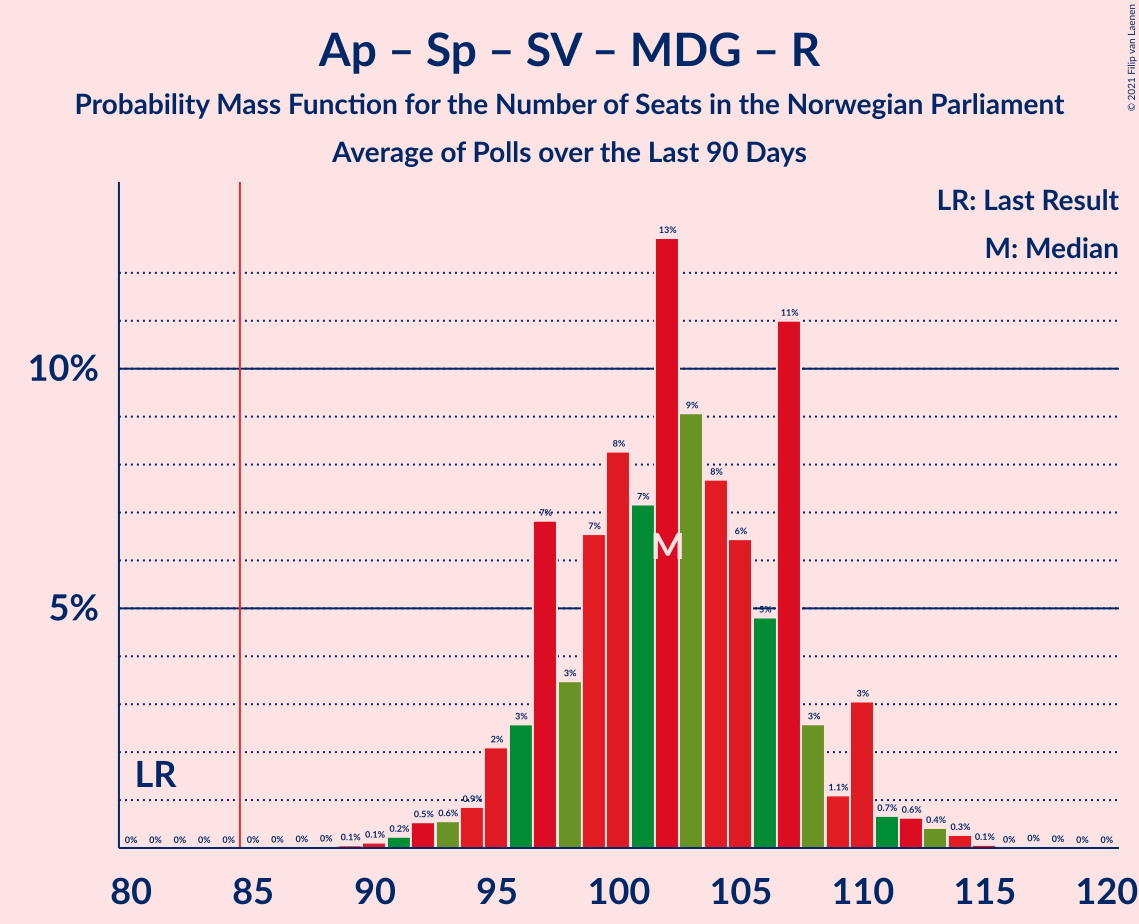 Ap – Sp – SV – MDG – R
Probability Mass Function for the Number of Seats in the Norwegian Parliament
Average of Polls over the Last 90 Days
© 2021 Filip van Laenen
LR: Last Result
M: Median
10%
5%
LR
M
0% 0% 0% 0% 0% 0% 0% 0% 0% 0.1% 0.1% 0.2% 0.5% 0.6% 0.9% 2% 3% 7% 3% 7% 8% 7% 13% 9% 8% 6% 5% 11% 3% 1.1% 3% 0.7% 0.6% 0.4% 0.3% 0.1% 0% 0% 0% 0% 0%
80 85 90 95 100 105 110 115 120